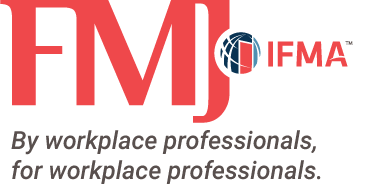 FMJ
IFMA™
By workplace professionals,
for workplace professionals.